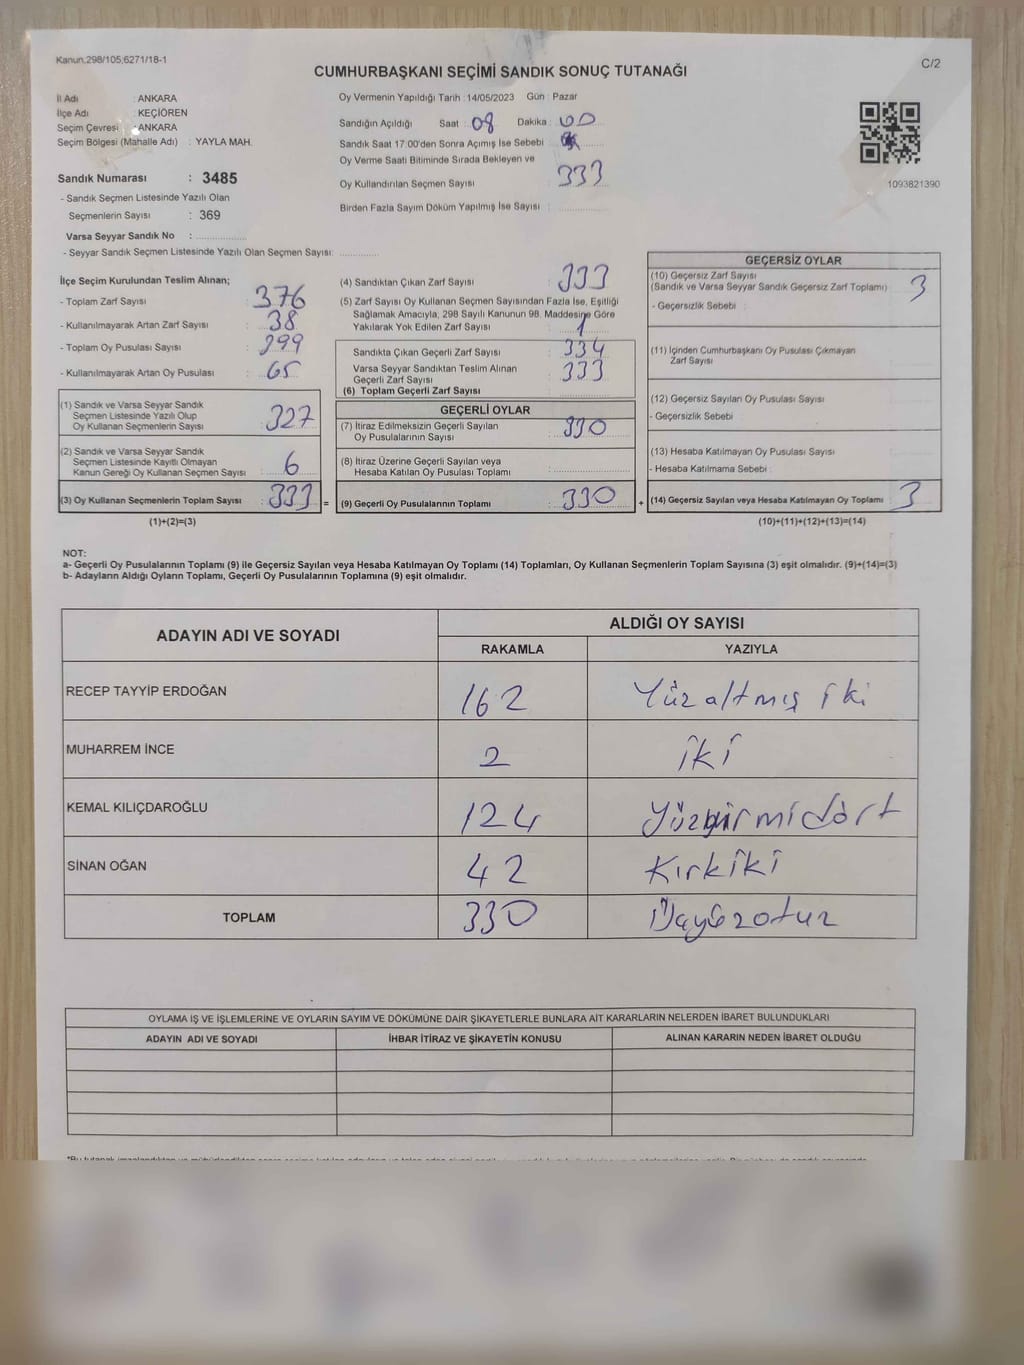 Kanun,298/105;6271/18-1
C/2
CUMHURBAŞKANI SEÇİMİ SANDIK SONUÇ TUTANAĞI
İl Adı : ANKARA
İlçe Adı : KEÇİÖREN
Seçim Çevresi : ANKARA
Seçim Bölgesi (Mahalle Adı) : YAYLA MAH.
Sandık Numarası : 3485
- Sandık Seçmen Listesinde Yazılı Olan
Seçmenlerin Sayısı : 369
Varsa Seyyar Sandık No :
- Seyyar Sandık Seçmen Listesinde Yazılı Olan Seçmen Sayısı:
Oy Vermenin Yapıldığı Tarih : 14/05/2023 Gün : Pazar
Sandığın Açıldığı Saat : 08 Dakika : 00
Sandık Saat 17:00'den Sonra Açımış İse Sebebi :
Oy Verme Saati Bitiminde Sırada Bekleyen ve
Oy Kullandırılan Seçmen Sayısı : 333
Birden Fazla Sayım Döküm Yapılmış İse Sayısı :
1093821390
İlçe Seçim Kurulundan Teslim Alınan;
- Toplam Zarf Sayısı : 376
- Kullanılmayarak Artan Zarf Sayısı : 38
- Toplam Oy Pusulası Sayısı : 399
- Kullanılmayarak Artan Oy Pusulası : 65
(1) Sandık ve Varsa Seyyar Sandık
Seçmen Listesinde Yazılı Olup
Oy Kullanan Seçmenlerin Sayısı : 327
(2) Sandık ve Varsa Seyyar Sandık
Seçmen Listesinde Kayıtlı Olmayan
Kanun Gereği Oy Kullanan Seçmen Sayısı : 6
(3) Oy Kullanan Seçmenlerin Toplam Sayısı : 333 =
(1)+(2)=(3)
(4) Sandıktan Çıkan Zarf Sayısı : 333
(5) Zarf Sayısı Oy Kullanan Seçmen Sayısından Fazla İse, Eşitliği
Sağlamak Amacıyla, 298 Sayılı Kanunun 98. Maddesine Göre
Yakılarak Yok Edilen Zarf Sayısı : 1
Sandıkta Çıkan Geçerli Zarf Sayısı : 334
Varsa Seyyar Sandıktan Teslim Alınan
Geçerli Zarf Sayısı : 333
(6) Toplam Geçerli Zarf Sayısı :
GEÇERLİ OYLAR
(7) İtiraz Edilmeksizin Geçerli Sayılan
Oy Pusulalarının Sayısı : 330
(8) İtiraz Üzerine Geçerli Sayılan veya
Hesaba Katılan Oy Pusulası Toplamı :
(9) Geçerli Oy Pusulalarının Toplamı : 330 +
GEÇERSİZ OYLAR
(10) Geçersiz Zarf Sayısı
(Sandık ve Varsa Seyyar Sandık Geçersiz Zarf Toplamı) : 3
- Geçersizlik Sebebi :
(11) İçinden Cumhurbaşkanı Oy Pusulası Çıkmayan
Zarf Sayısı :
(12) Geçersiz Sayılan Oy Pusulası Sayısı :
- Geçersizlik Sebebi :
(13) Hesaba Katılmayan Oy Pusulası Sayısı :
- Hesaba Katılmama Sebebi :
(14) Geçersiz Sayılan veya Hesaba Katılmayan Oy Toplamı : 3
(10)+(11)+(12)+(13)=(14)
NOT:
a- Geçerli Oy Pusulalarının Toplamı (9) ile Geçersiz Sayılan veya Hesaba Katılmayan Oy Toplamı (14) Toplamları, Oy Kullanan Seçmenlerin Toplam Sayısına (3) eşit olmalıdır. (9)+(14)=(3)
b- Adayların Aldığı Oyların Toplamı, Geçerli Oy Pusulalarının Toplamına (9) eşit olmalıdır.
ADAYIN ADI VE SOYADI ALDIĞI OY SAYISI
RAKAMLA YAZIYLA
RECEP TAYYİP ERDOĞAN 162 Yüz altmış iki
MUHARREM İNCE 2 iki
KEMAL KILIÇDAROĞLU 124 Yüzyirmidört
SİNAN OĞAN 42 Kırkiki
TOPLAM 330 Üçyüzotuz
OYLAMA İŞ VE İŞLEMLERİNE VE OYLARIN SAYIM VE DÖKÜMÜNE DAİR ŞİKAYETLERLE BUNLARA AİT KARARLARIN NELERDEN İBARET BULUNDUKLARI
ADAYIN ADI VE SOYADI İHBAR İTİRAZ VE ŞİKAYETİN KONUSU ALINAN KARARIN NEDEN İBARET OLDUĞU